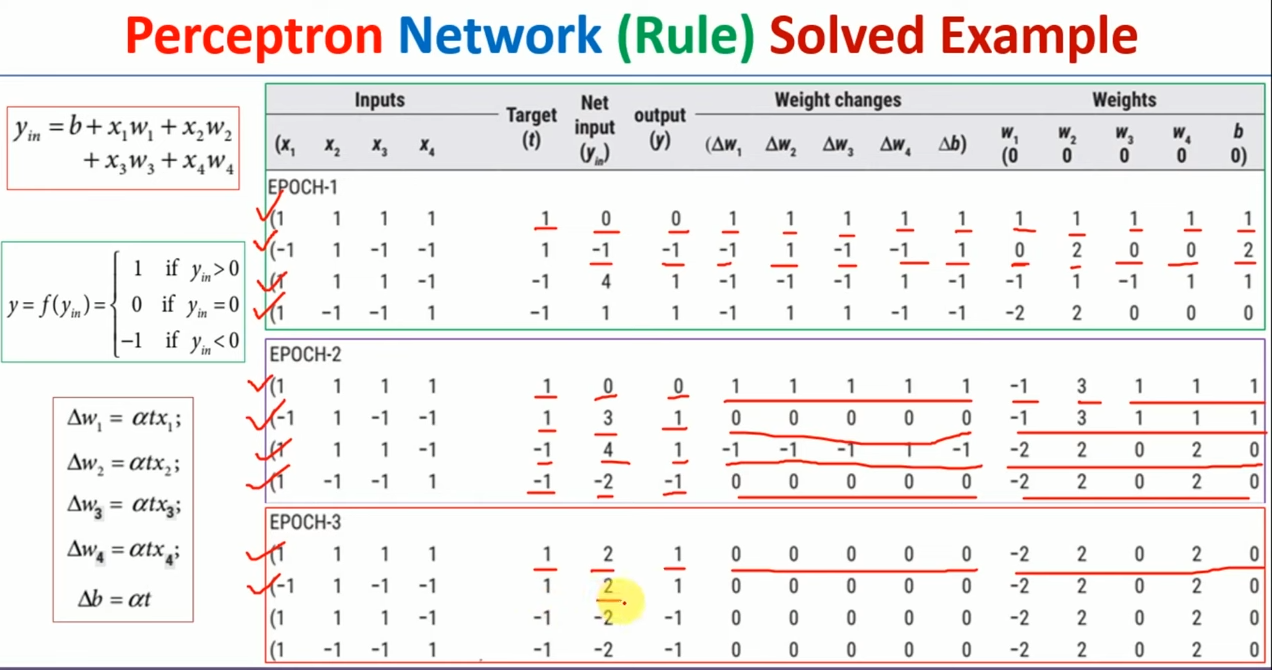 Perceptron Network (Rule) Solved Example
y_in = b + x₁w₁ + x₂w₂
+ x₃w₃ + x₄w₄
y = f(y_in) = { 1 if y_in > 0
0 if y_in = 0
−1 if y_in < 0
Δw₁ = αtx₁;
Δw₂ = αtx₂;
Δw₃ = αtx₃;
Δw₄ = αtx₄;
Δb = αt
Inputs Target (t) Net input (y_in) output (y) Weight changes Weights
(x₁ x₂ x₃ x₄ (Δw₁ Δw₂ Δw₃ Δw₄ Δb) w₁ w₂ w₃ w₄ b
(0 0 0 0 0)
EPOCH-1
(1 1 1 1 1 0 0 1 1 1 1 1 1 1 1 1 1
(-1 1 -1 -1 1 -1 -1 -1 1 -1 -1 1 0 2 0 0 2
(1 1 1 -1 -1 4 1 -1 -1 -1 1 -1 -1 1 -1 1 1
(1 -1 -1 1 -1 1 1 -1 1 1 -1 -1 -2 2 0 0 0
EPOCH-2
(1 1 1 1 1 0 0 1 1 1 1 1 -1 3 1 1 1
(-1 1 -1 -1 1 3 1 0 0 0 0 0 -1 3 1 1 1
(1 1 1 -1 -1 4 1 -1 -1 -1 1 -1 -2 2 0 2 0
(1 -1 -1 1 -1 -2 -1 0 0 0 0 0 -2 2 0 2 0
EPOCH-3
(1 1 1 1 1 2 1 0 0 0 0 0 -2 2 0 2 0
(-1 1 -1 -1 1 2 1 0 0 0 0 0 -2 2 0 2 0
(1 1 1 -1 -1 -2 -1 0 0 0 0 0 -2 2 0 2 0
(1 -1 -1 1 -1 -2 -1 0 0 0 0 0 -2 2 0 2 0